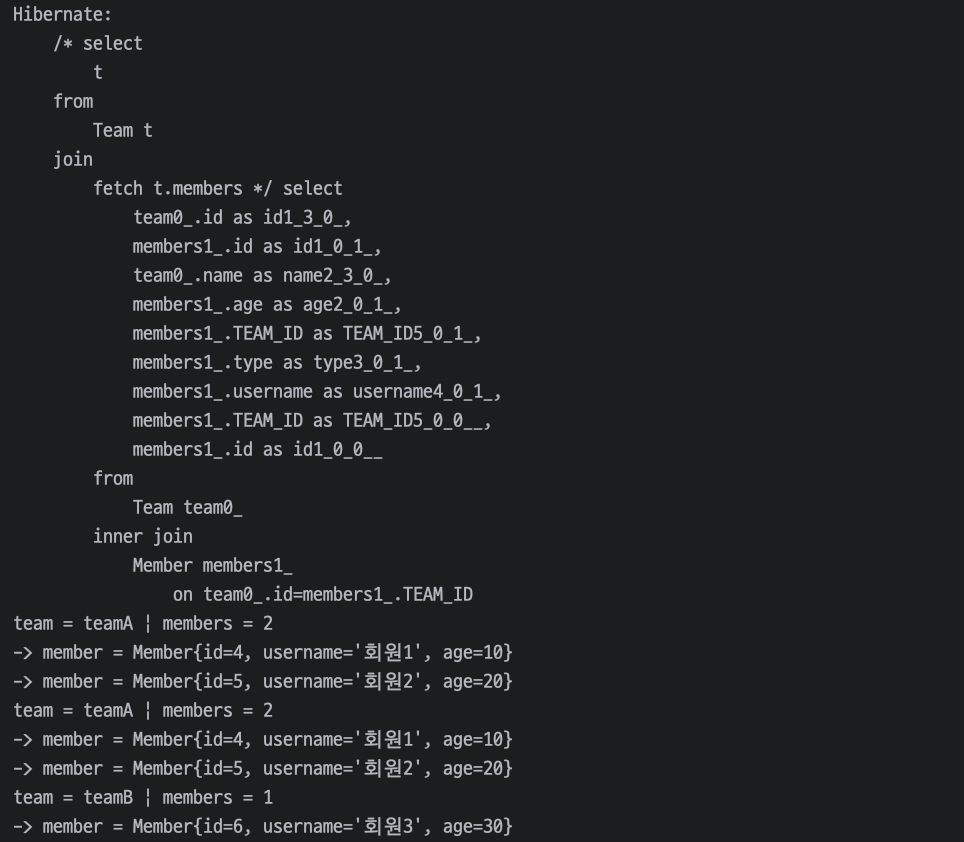 Hibernate:
/* select
t
from
Team t
join
fetch t.members */ select
team0_.id as id1_3_0_,
members1_.id as id1_0_1_,
team0_.name as name2_3_0_,
members1_.age as age2_0_1_,
members1_.TEAM_ID as TEAM_ID5_0_1_,
members1_.type as type3_0_1_,
members1_.username as username4_0_1_,
members1_.TEAM_ID as TEAM_ID5_0_0__,
members1_.id as id1_0_0__
from
Team team0_
inner join
Member members1_
on team0_.id=members1_.TEAM_ID
team = teamA | members = 2
-> member = Member{id=4, username='회원1', age=10}
-> member = Member{id=5, username='회원2', age=20}
team = teamA | members = 2
-> member = Member{id=4, username='회원1', age=10}
-> member = Member{id=5, username='회원2', age=20}
team = teamB | members = 1
-> member = Member{id=6, username='회원3', age=30}